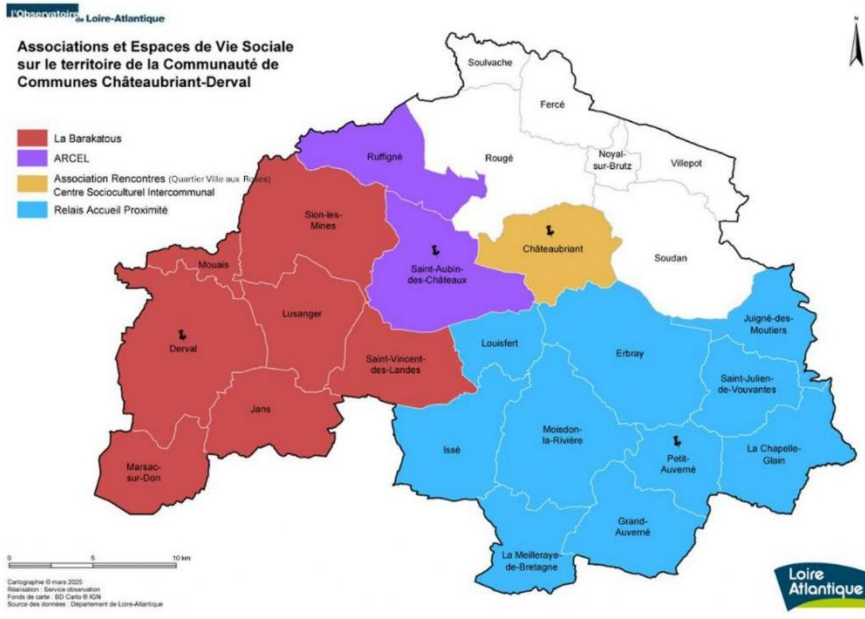 l'Observatoire de Loire-Atlantique
Associations et Espaces de Vie Sociale
sur le territoire de la Communauté de
Communes Châteaubriant-Derval
La Barakatous
ARCEL
Association Rencontres (Quartier Ville aux Roses)
Centre Socioculturel Intercommunal
Relais Accueil Proximité
Soulvache
Fercé
Rougé
Noyal-
sur-Brutz
Villepot
Ruffigné
Sion-les-
Mines
Châteaubriant
Soudan
Saint-Aubin-
des-Châteaux
Mouais
Lusanger
Derval
Saint-Vincent-
des-Landes
Louisfert
Erbray
Juigné-des-
Moutiers
Saint-Julien-
de-Vouvantes
Jans
Issé
Moisdon-
la-Rivière
Petit-
Auverné
La Chapelle-
Glain
Marsac-
sur-Don
Grand-
Auverné
La Meilleraye-
de-Bretagne
0 5 10 km
Cartographie © mars 2025
Réalisation : Service observation
Fonds de carte : BD Carto ® IGN
Source des données : Département de Loire-Atlantique
Loire
Atlantique